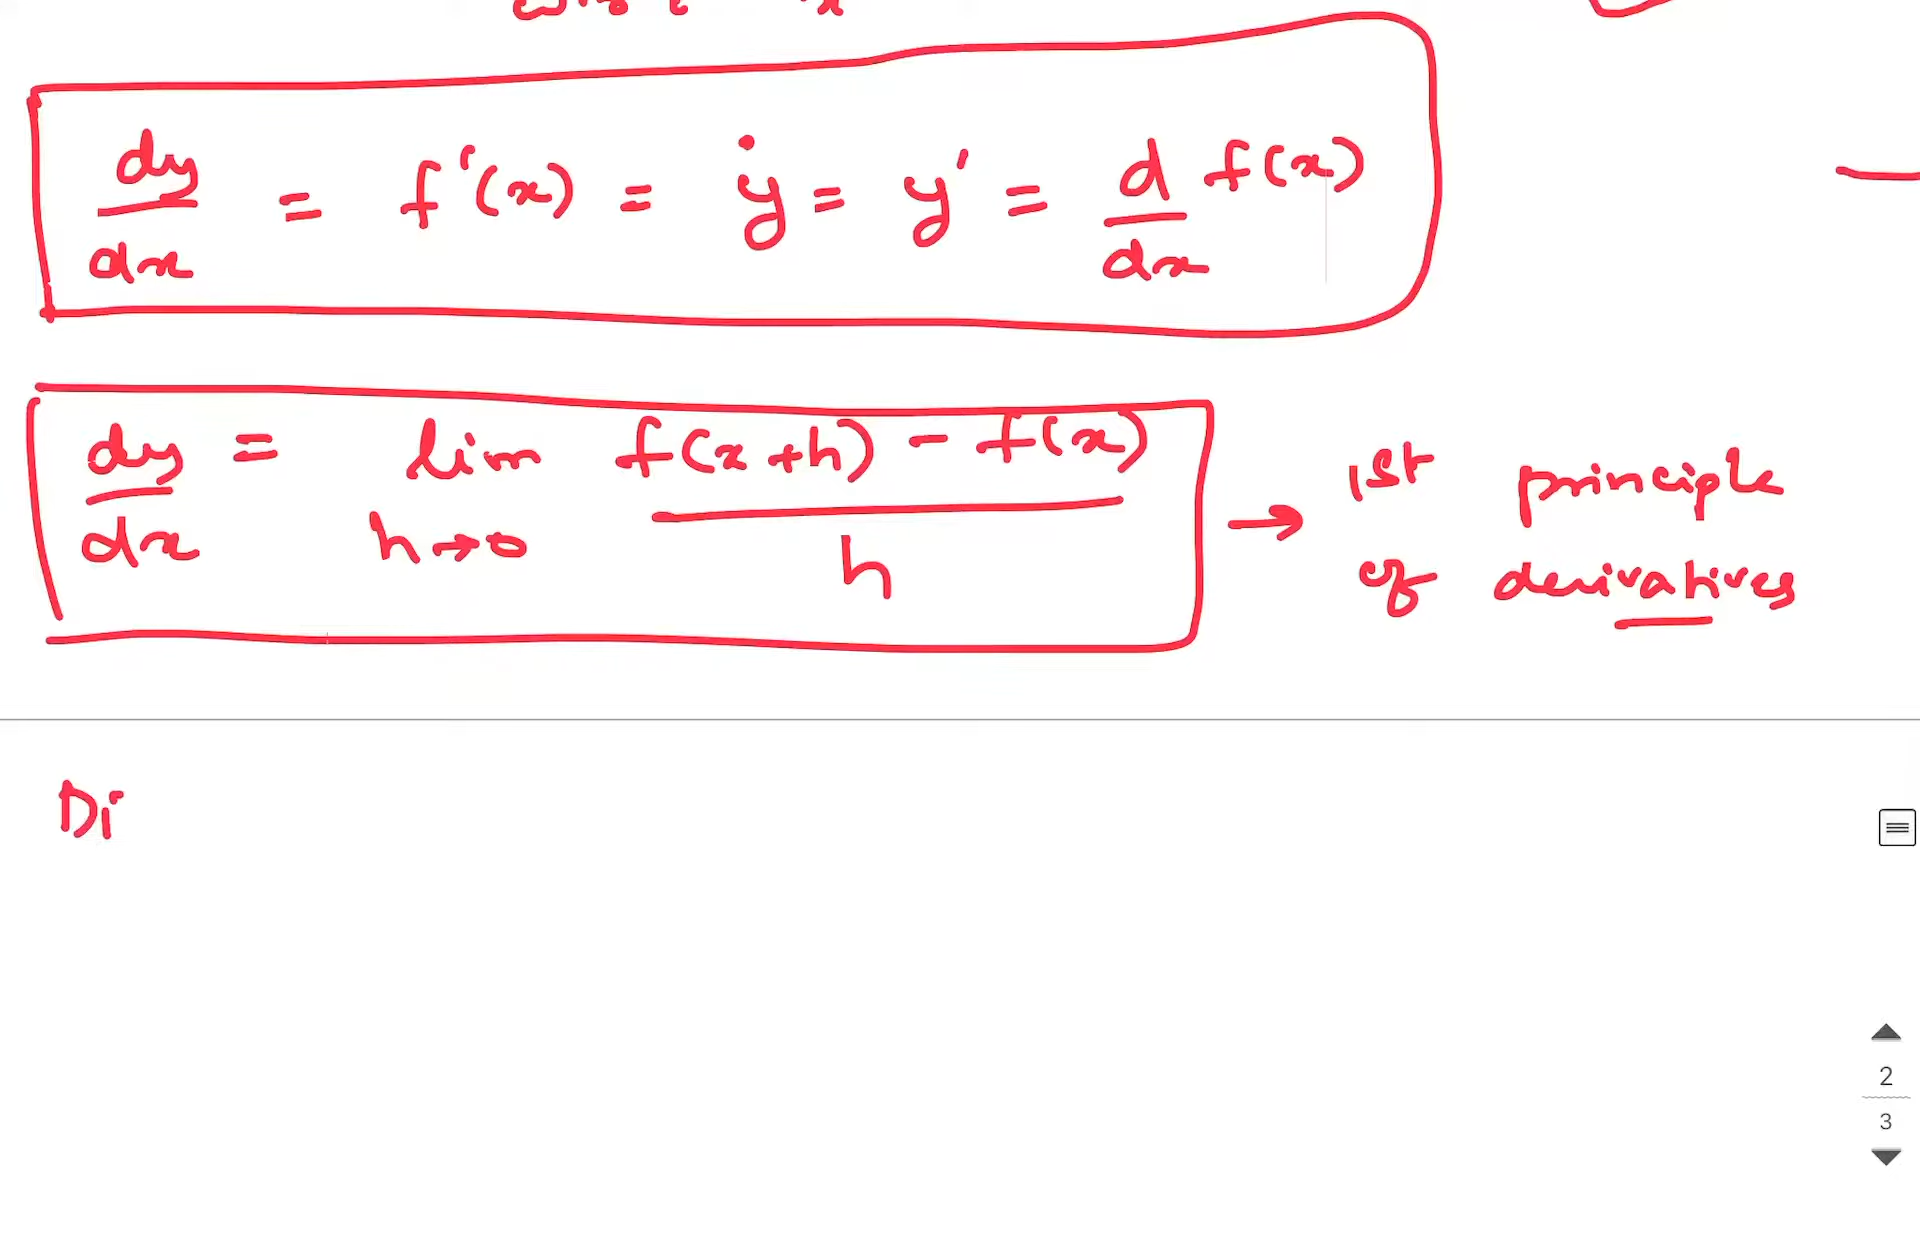 dy/dx = f'(x) = ẏ = y' = d/dx f(x)
dy/dx = lim h→0 f(x+h) - f(x) / h → 1st principle
of derivatives
Di
2
3